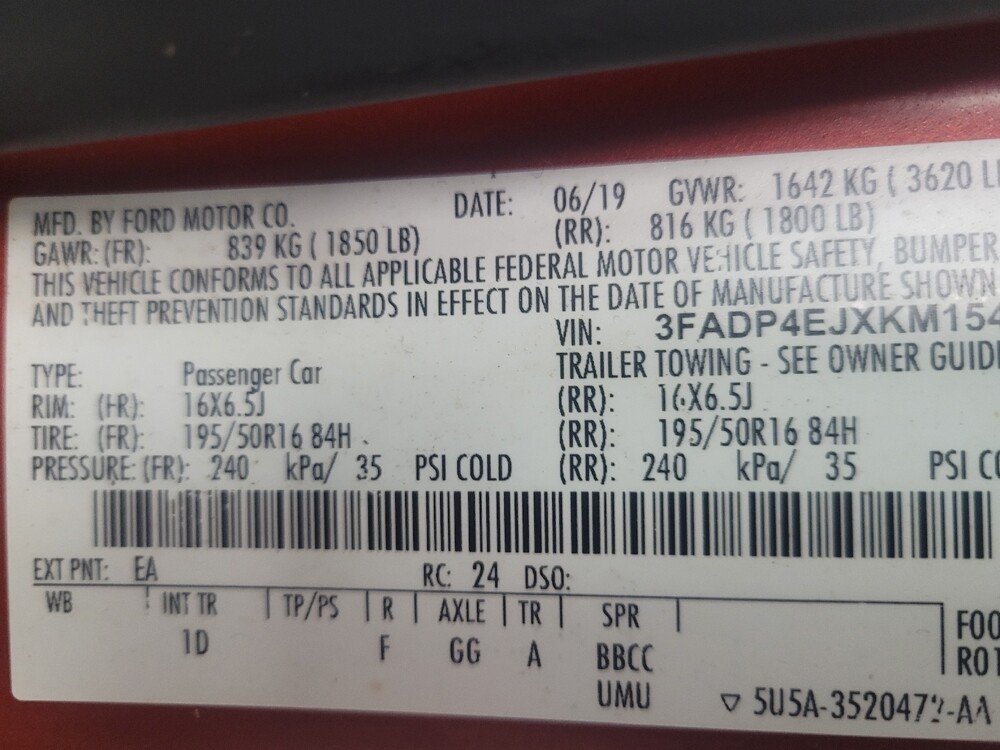 MFD. BY FORD MOTOR CO. DATE: 06/19 GVWR: 1642 KG ( 3620 L
GAWR: (FR): 839 KG ( 1850 LB) (RR): 816 KG ( 1800 LB)
THIS VEHICLE CONFORMS TO ALL APPLICABLE FEDERAL MOTOR VEHICLE SAFETY, BUMPER
AND THEFT PREVENTION STANDARDS IN EFFECT ON THE DATE OF MANUFACTURE SHOWN
VIN: 3FADP4EJXKM154
TYPE: Passenger Car TRAILER TOWING - SEE OWNER GUID
RIM: (FR): 16X6.5J (RR): 16X6.5J
TIRE: (FR): 195/50R16 84H (RR): 195/50R16 84H
PRESSURE: (FR): 240 kPa/ 35 PSI COLD (RR): 240 kPa/ 35 PSI CO
EXT PNT: EA RC: 24 DSO:
WB INT TR TP/PS R AXLE TR SPR
1D F GG A BBCC
UMU
F00
R01
▽ 5U5A-352047